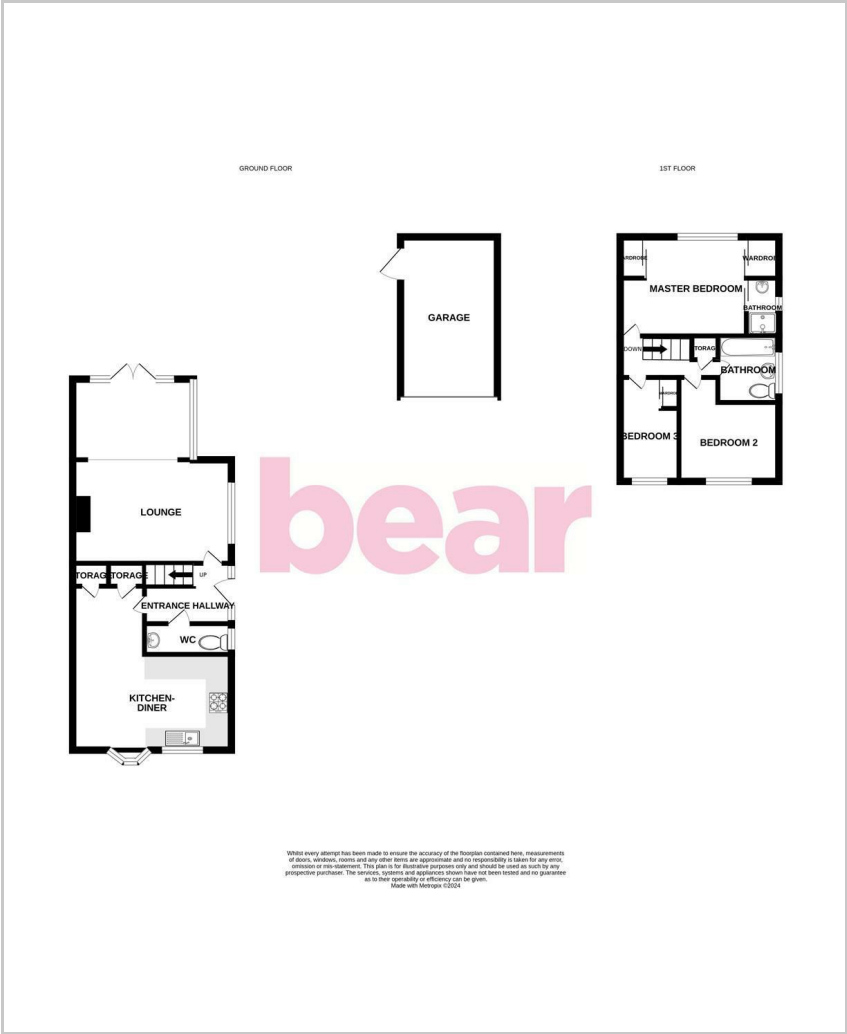 GROUND FLOOR
1ST FLOOR
GARAGE
WARDROBE
MASTER BEDROOM
BATHROOM
DOWN
BATHROOM
BEDROOM 3
BEDROOM 2
LOUNGE
bear
UP
ENTRANCE HALLWAY
WC
KITCHEN-
DINER
Whilst every attempt has been made to ensure the accuracy of the floorplan contained here, measurements
of doors, windows, rooms and any other items are approximate and no responsibility is taken for any error,
omission or mis-statement. This plan is for illustrative purposes only and should be used as such by any
prospective purchaser. The services, systems and appliances shown have not been tested and no guarantee
as to their operability or efficiency can be given.
Made with Metropix ©2024